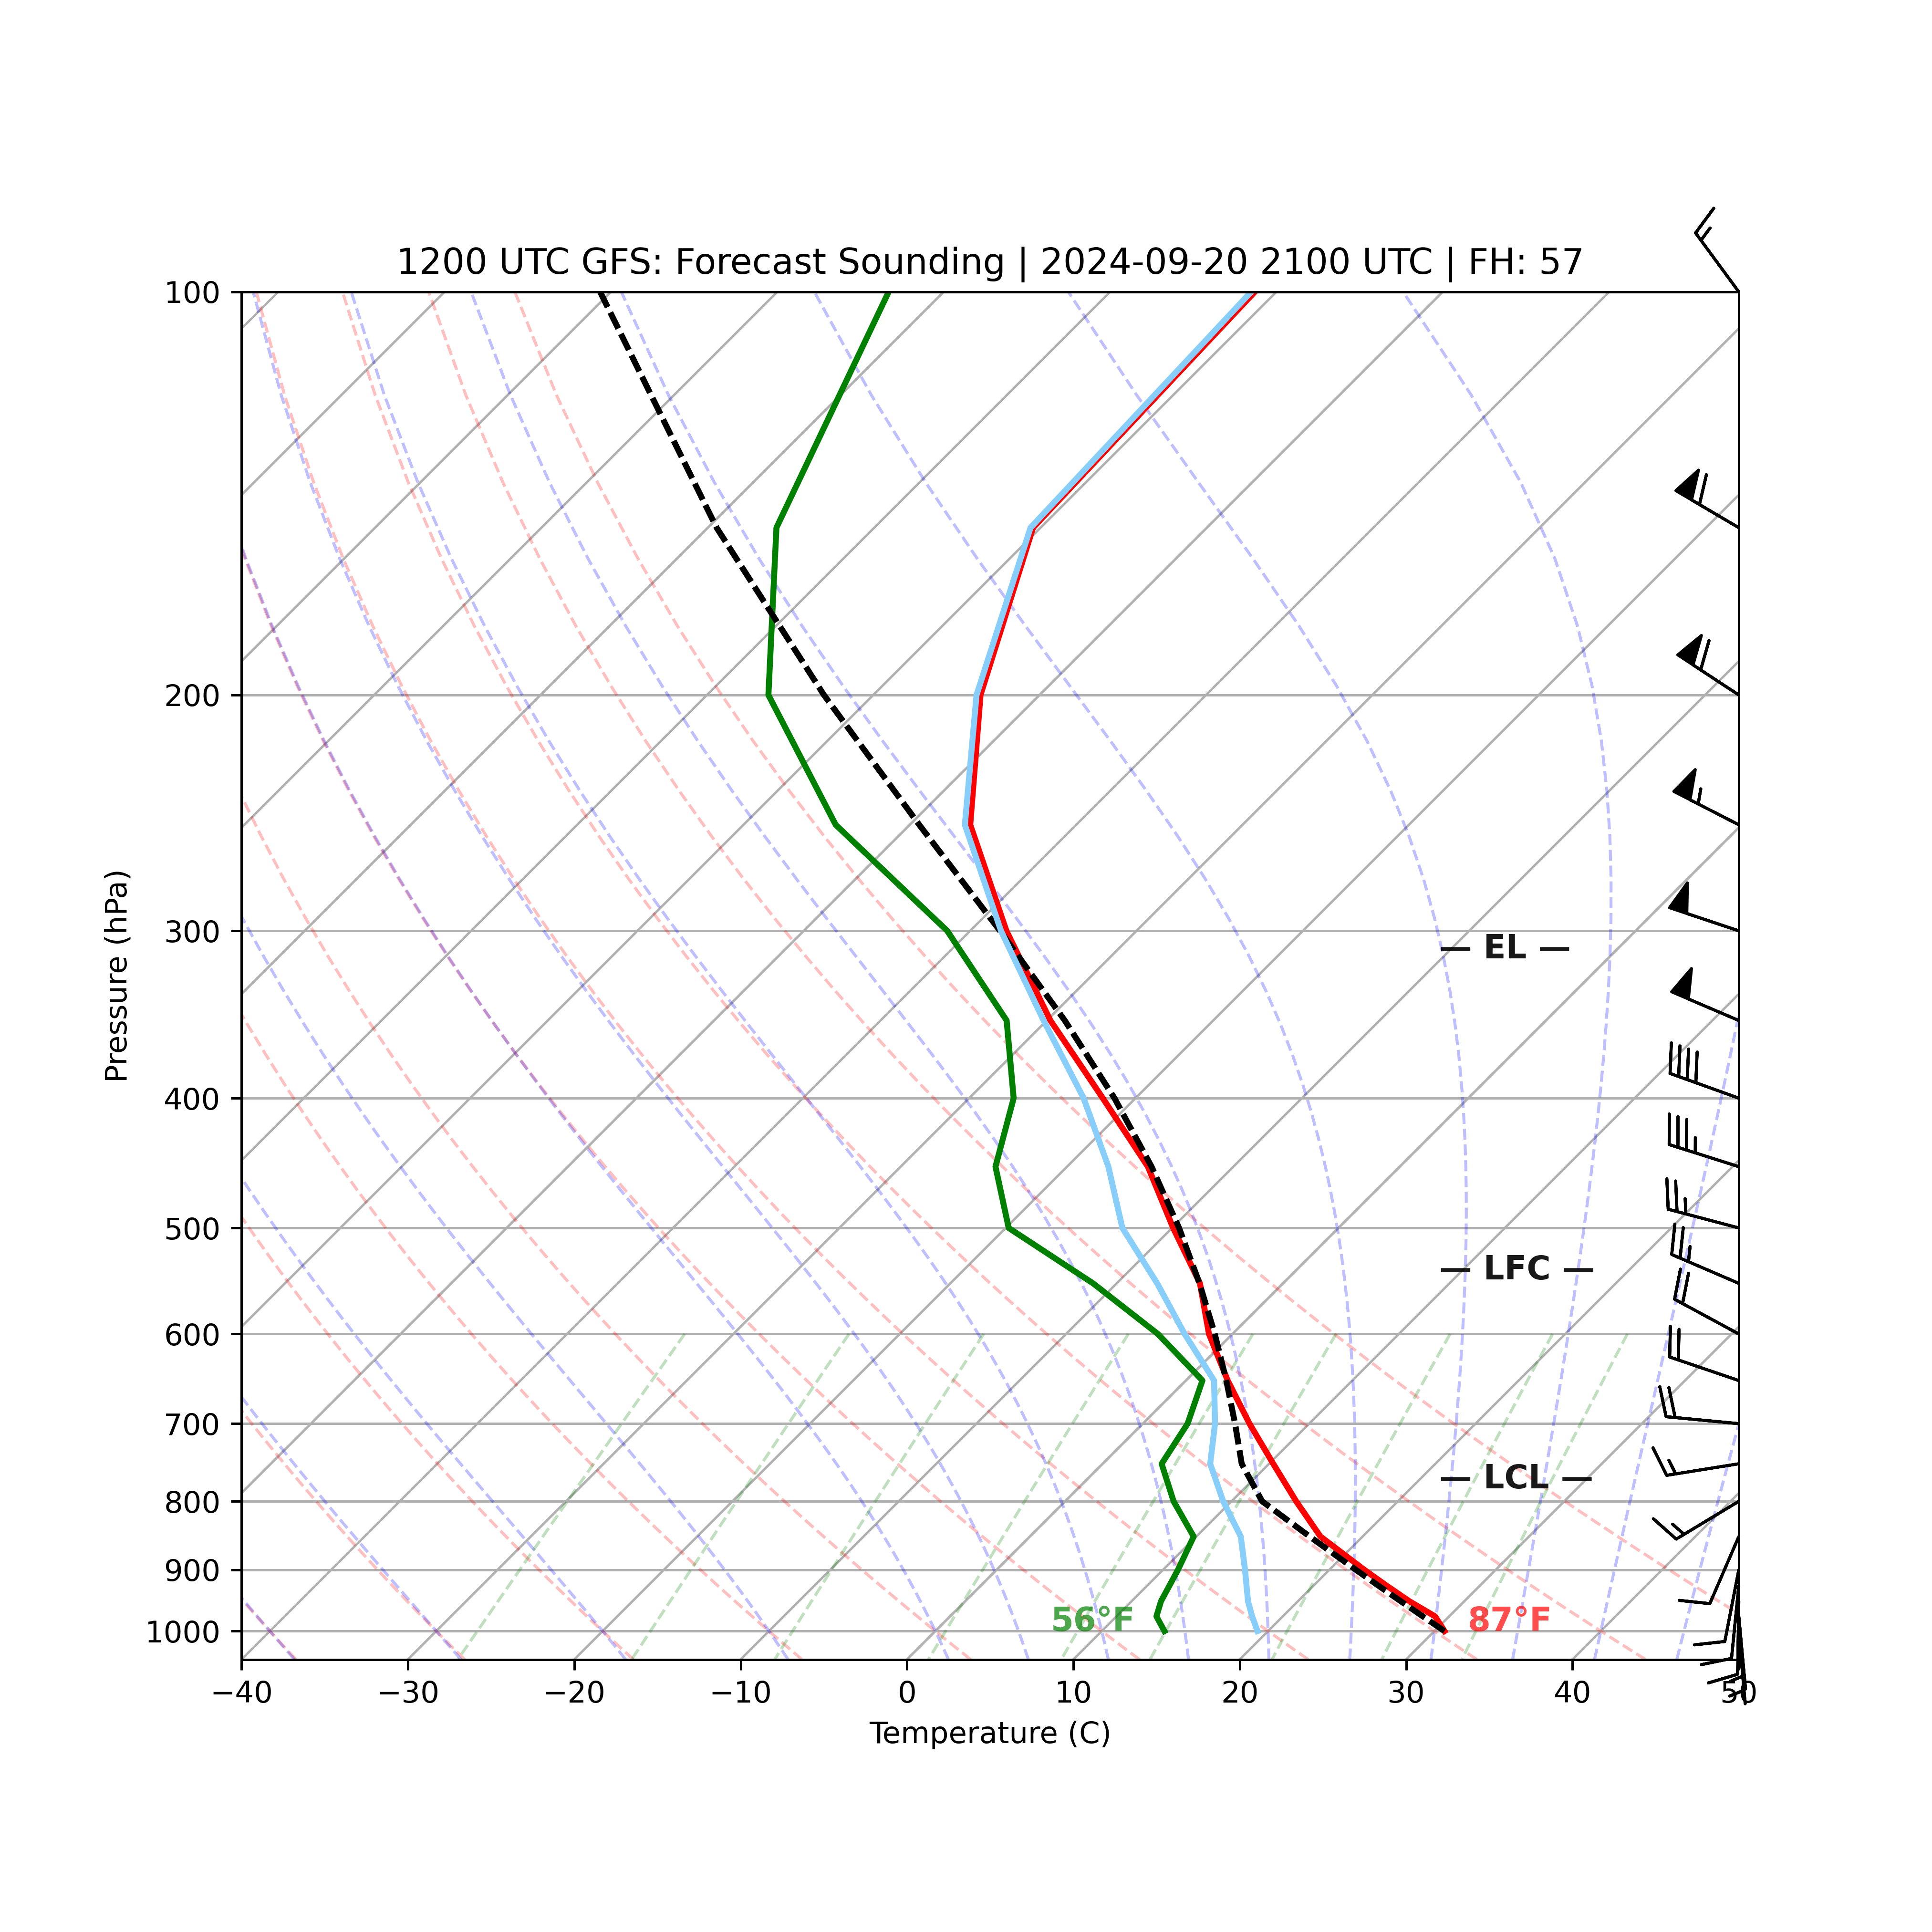 1200 UTC GFS: Forecast Sounding | 2024-09-20 2100 UTC | FH: 57
100
200
300
— EL —
Pressure (hPa)
400
500
— LFC —
600
700
— LCL —
800
900
1000
56°F
87°F
−40 −30 −20 −10 0 10 20 30 40 50
Temperature (C)